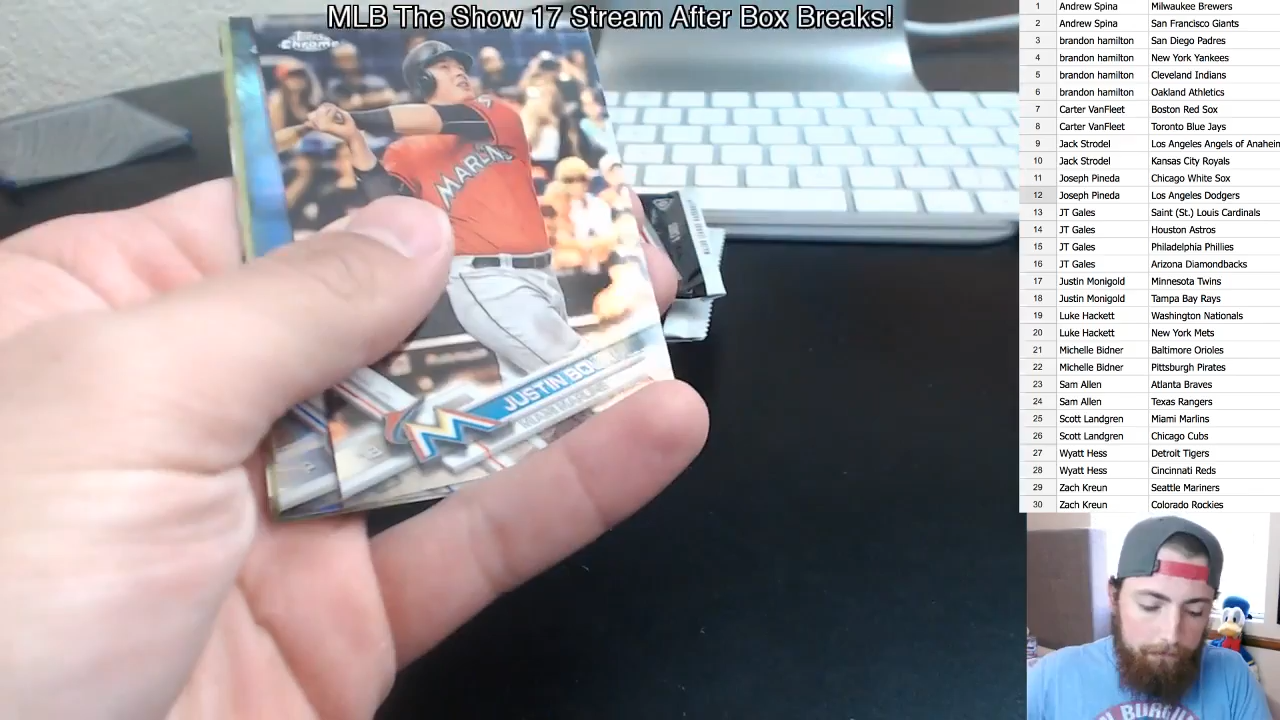 MLB The Show 17 Stream After Box Breaks!
1 Andrew Spina Milwaukee Brewers
2 Andrew Spina San Francisco Giants
3 brandon hamilton San Diego Padres
4 brandon hamilton New York Yankees
5 brandon hamilton Cleveland Indians
6 brandon hamilton Oakland Athletics
7 Carter VanFleet Boston Red Sox
8 Carter VanFleet Toronto Blue Jays
9 Jack Strodel Los Angeles Angels of Anaheim
10 Jack Strodel Kansas City Royals
11 Joseph Pineda Chicago White Sox
12 Joseph Pineda Los Angeles Dodgers
13 JT Gales Saint (St.) Louis Cardinals
14 JT Gales Houston Astros
15 JT Gales Philadelphia Phillies
16 JT Gales Arizona Diamondbacks
17 Justin Monigold Minnesota Twins
18 Justin Monigold Tampa Bay Rays
19 Luke Hackett Washington Nationals
20 Luke Hackett New York Mets
21 Michelle Bidner Baltimore Orioles
22 Michelle Bidner Pittsburgh Pirates
23 Sam Allen Atlanta Braves
24 Sam Allen Texas Rangers
25 Scott Landgren Miami Marlins
26 Scott Landgren Chicago Cubs
27 Wyatt Hess Detroit Tigers
28 Wyatt Hess Cincinnati Reds
29 Zach Kreun Seattle Mariners
30 Zach Kreun Colorado Rockies
Topps Chrome
MARLINS
JUSTIN